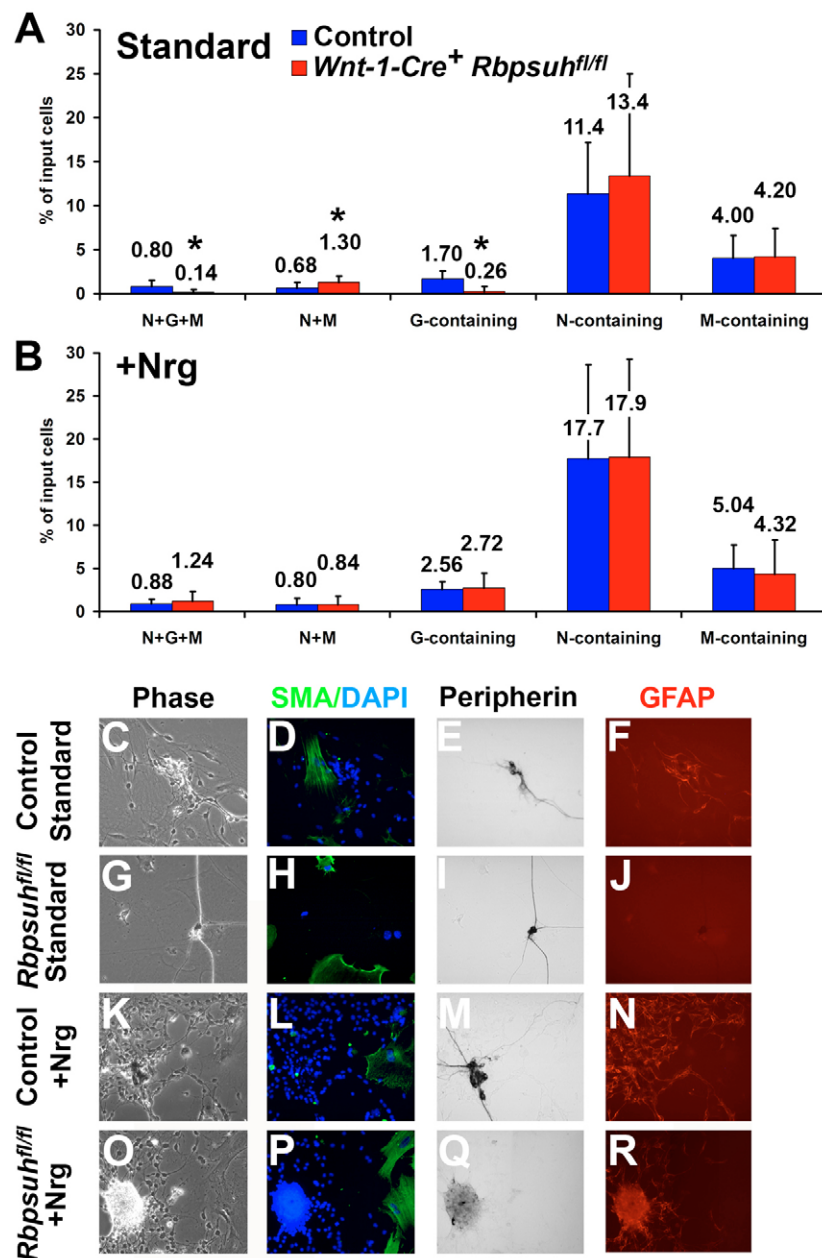 A
Standard
Control
Wnt-1-Cre+ Rbpsuhfl/fl
% of input cells
30
25
20
15
10
5
0
0.80
*
0.14
0.68
*
1.30
1.70
*
0.26
11.4
13.4
4.00
4.20
N+G+M
N+M
G-containing
N-containing
M-containing
B
+Nrg
% of input cells
30
25
20
15
10
5
0
0.88
1.24
0.80
0.84
2.56
2.72
17.7
17.9
5.04
4.32
N+G+M
N+M
G-containing
N-containing
M-containing
Phase
SMA/DAPI
Peripherin
GFAP
Control
Standard
C
D
E
F
Rbpsuhfl/fl
Standard
G
H
I
J
Control
+Nrg
K
L
M
N
Rbpsuhfl/fl
+Nrg
O
P
Q
R